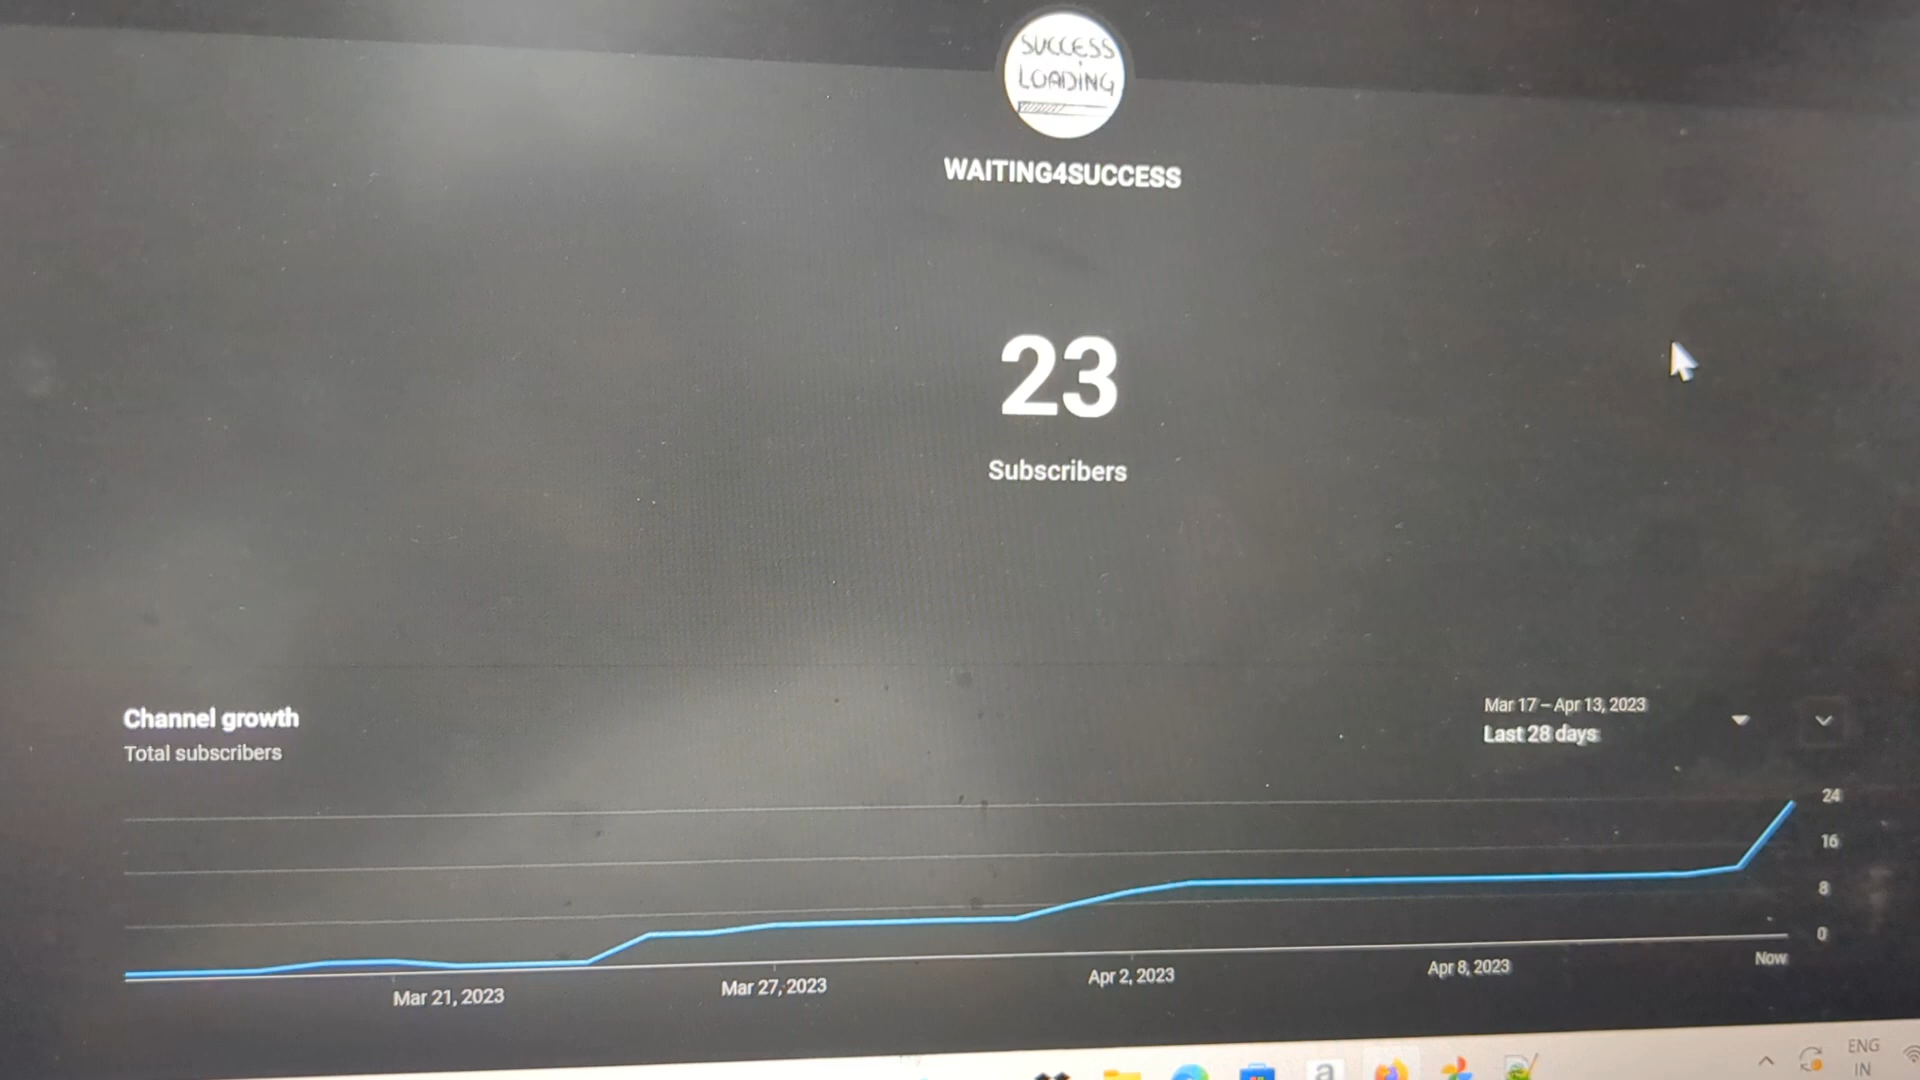 SUCCESS
LOADING
WAITING4SUCCESS
23
Subscribers
Channel growth
Total subscribers
Mar 17 – Apr 13, 2023
Last 28 days
24
16
8
0
Mar 21, 2023
Mar 27, 2023
Apr 2, 2023
Apr 8, 2023
Now
a
ENG
IN